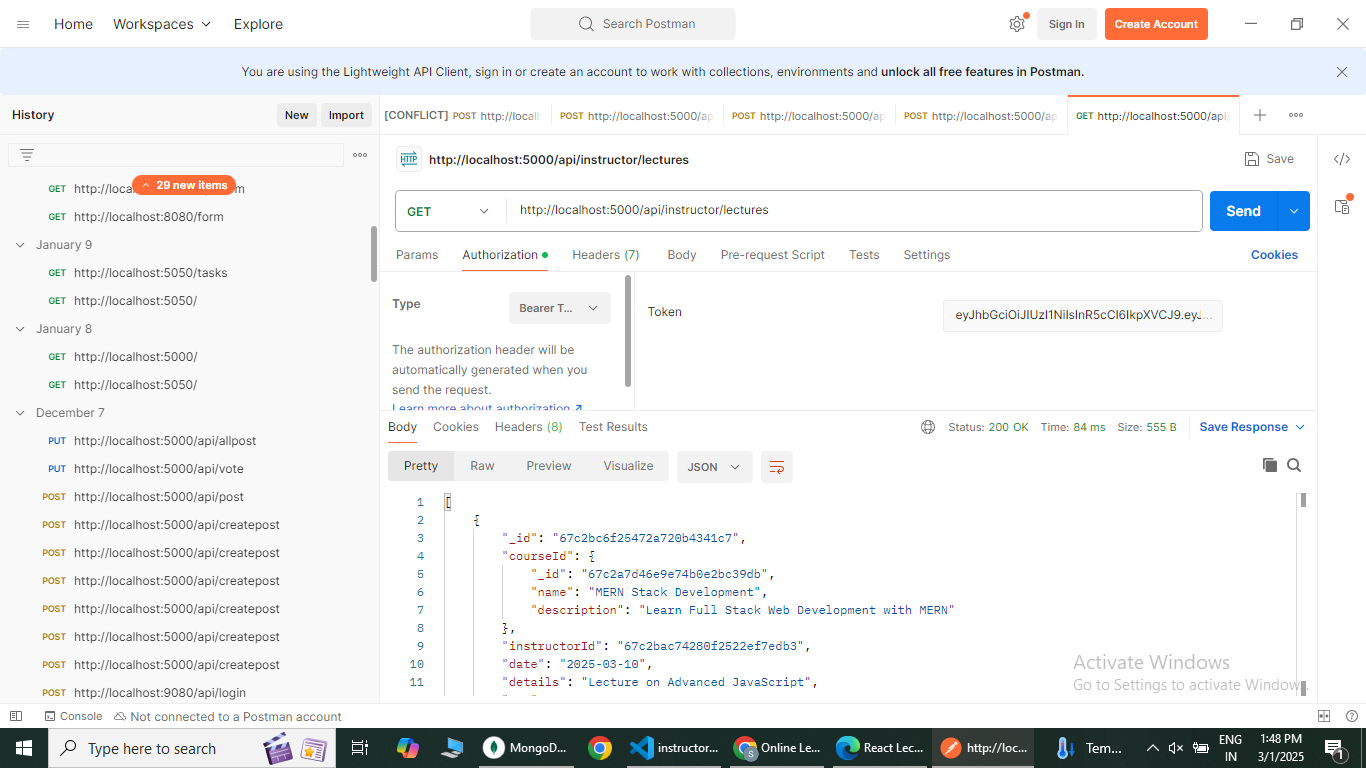 Home Workspaces Explore Search Postman Sign In Create Account
You are using the Lightweight API Client, sign in or create an account to work with collections, environments and unlock all free features in Postman.
History New Import
[CONFLICT] POST http://localh POST http://localhost:5000/ap POST http://localhost:5000/ap POST http://localhost:5000/ap GET http://localhost:5000/api/
29 new items
GET http://loca m
GET http://localhost:8080/form
January 9
GET http://localhost:5050/tasks
GET http://localhost:5050/
January 8
GET http://localhost:5000/
GET http://localhost:5050/
December 7
PUT http://localhost:5000/api/allpost
PUT http://localhost:5000/api/vote
POST http://localhost:5000/api/post
POST http://localhost:5000/api/createpost
POST http://localhost:5000/api/createpost
POST http://localhost:5000/api/createpost
POST http://localhost:5000/api/createpost
POST http://localhost:5000/api/createpost
POST http://localhost:5000/api/createpost
POST http://localhost:9080/api/login
HTTP http://localhost:5000/api/instructor/lectures Save
GET http://localhost:5000/api/instructor/lectures Send
Params Authorization Headers (7) Body Pre-request Script Tests Settings Cookies
Type Bearer T...
The authorization header will be
automatically generated when you
send the request.
Learn more about authorization ↗
Token eyJhbGciOiJIUzI1NiIsInR5cCI6IkpXVCJ9.eyJ...
Body Cookies Headers (8) Test Results Status: 200 OK Time: 84 ms Size: 555 B Save Response
Pretty Raw Preview Visualize JSON
1 [
2 {
3 "_id": "67c2bc6f25472a720b4341c7",
4 "courseId": {
5 "_id": "67c2a7d46e9e74b0e2bc39db",
6 "name": "MERN Stack Development",
7 "description": "Learn Full Stack Web Development with MERN"
8 },
9 "instructorId": "67c2bac74280f2522ef7edb3",
10 "date": "2025-03-10",
11 "details": "Lecture on Advanced JavaScript",
Activate Windows
Go to Settings to activate Windows.
Console Not connected to a Postman account
Type here to search MongoD... instructor... Online Le... React Lec... http://loc... Tem... ENG IN 1:48 PM 3/1/2025 1